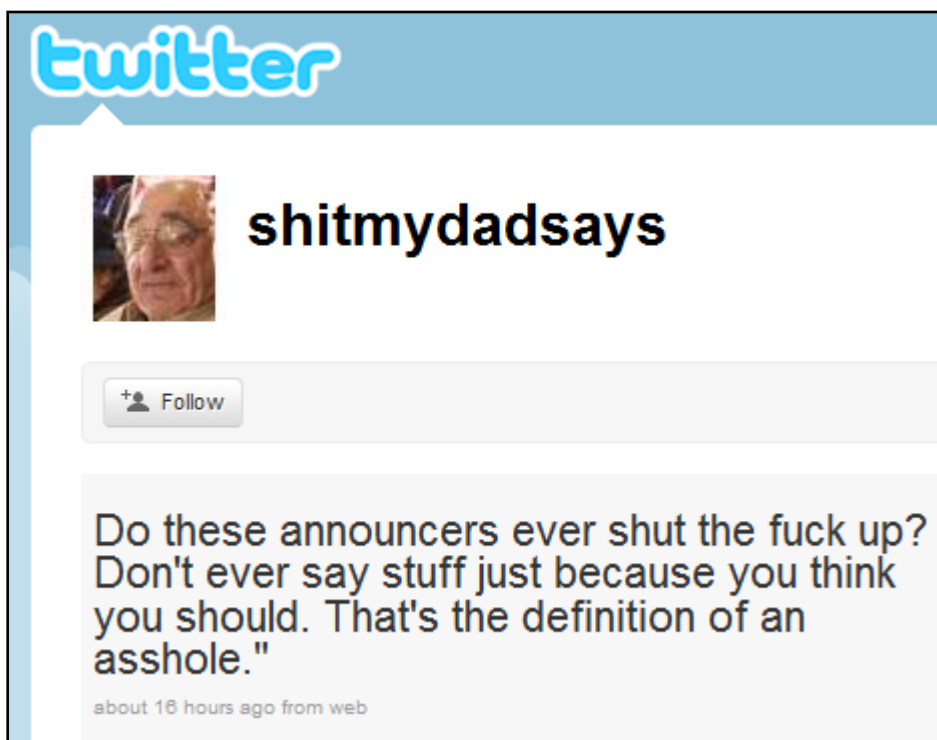 twitter
shitmydadsays
Follow
Do these announcers ever shut the fuck up?
Don't ever say stuff just because you think
you should. That's the definition of an
asshole."
about 16 hours ago from web